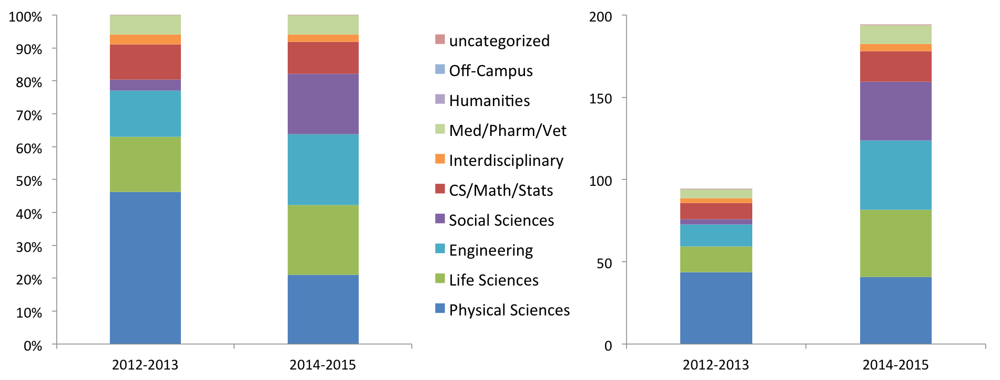 100%
90%
80%
70%
60%
50%
40%
30%
20%
10%
0%
2012-2013
2014-2015
uncategorized
Off-Campus
Humanities
Med/Pharm/Vet
Interdisciplinary
CS/Math/Stats
Social Sciences
Engineering
Life Sciences
Physical Sciences
200
150
100
50
0
2012-2013
2014-2015